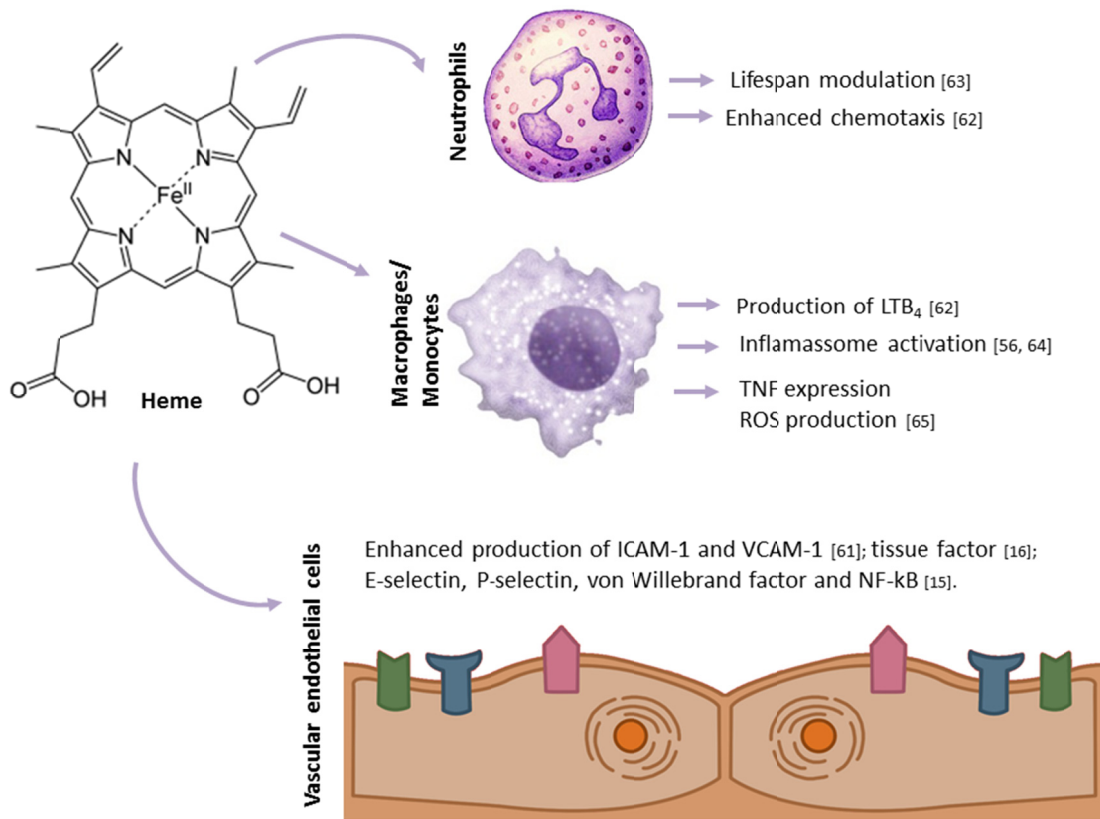 Neutrophils
Lifespan modulation [63]
Enhanced chemotaxis [62]
N
N
Fe^II
N
N
O
OH
O
OH
Heme
Macrophages/
Monocytes
Production of LTB₄ [62]
Inflamassome activation [56, 64]
TNF expression
ROS production [65]
Vascular endothelial cells
Enhanced production of ICAM-1 and VCAM-1 [61]; tissue factor [16];
E-selectin, P-selectin, von Willebrand factor and NF-kB [15].